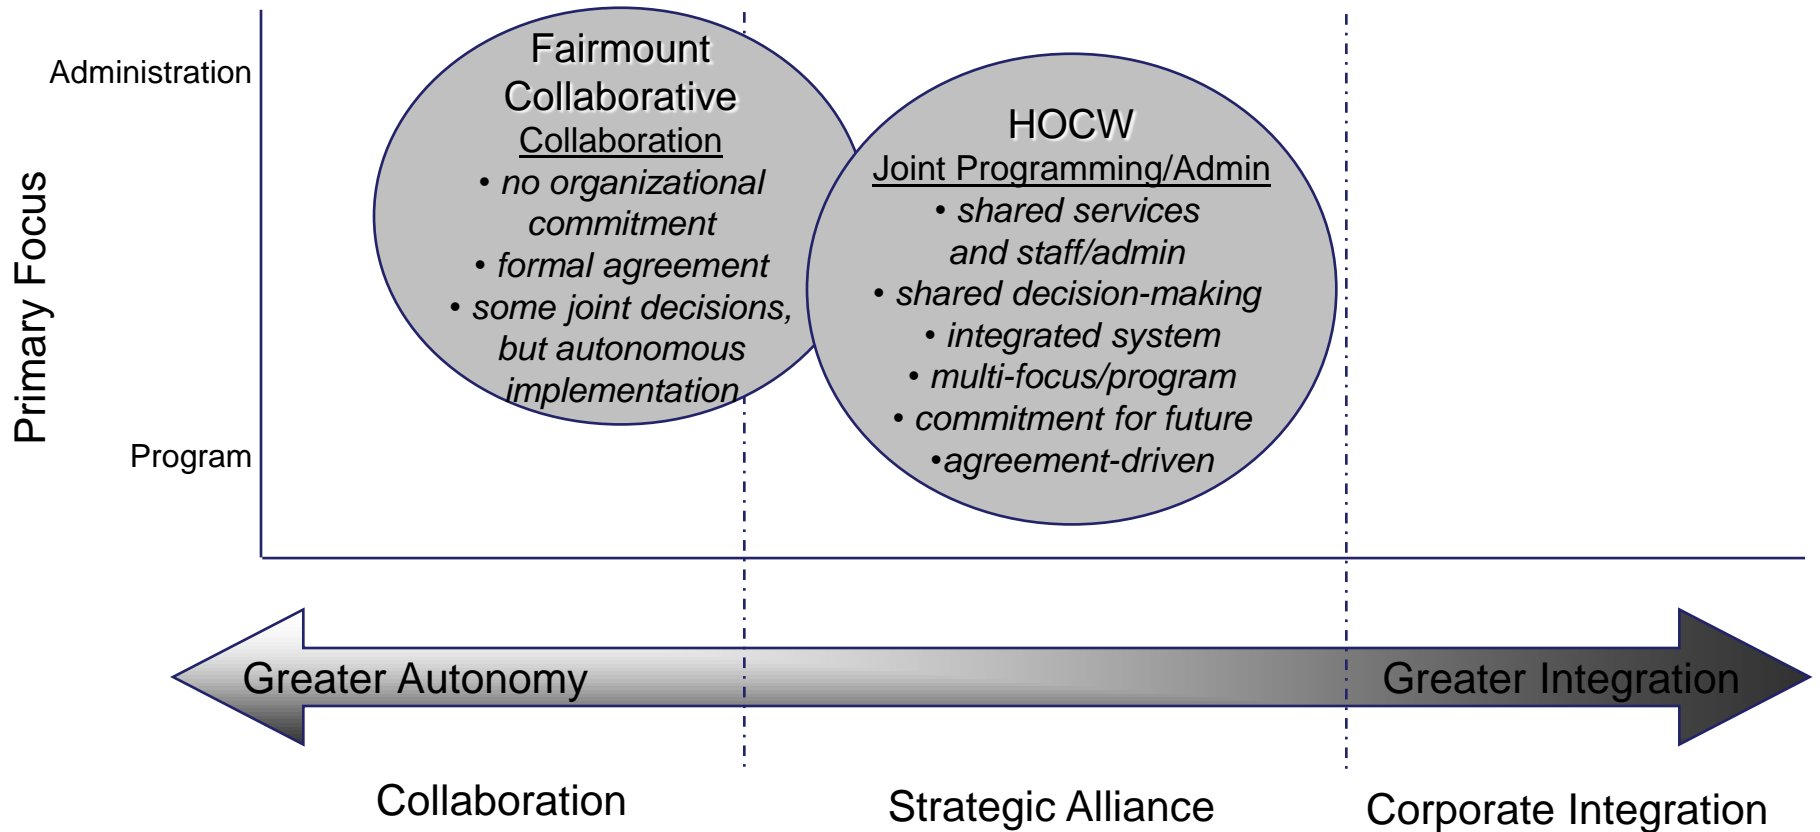 Primary Focus
Administration
Program
Fairmount
Collaborative
Collaboration
• no organizational
commitment
• formal agreement
• some joint decisions,
but autonomous
implementation
HOCW
Joint Programming/Admin
• shared services
and staff/admin
• shared decision-making
• integrated system
• multi-focus/program
• commitment for future
•agreement-driven
Greater Autonomy
Greater Integration
Collaboration
Strategic Alliance
Corporate Integration